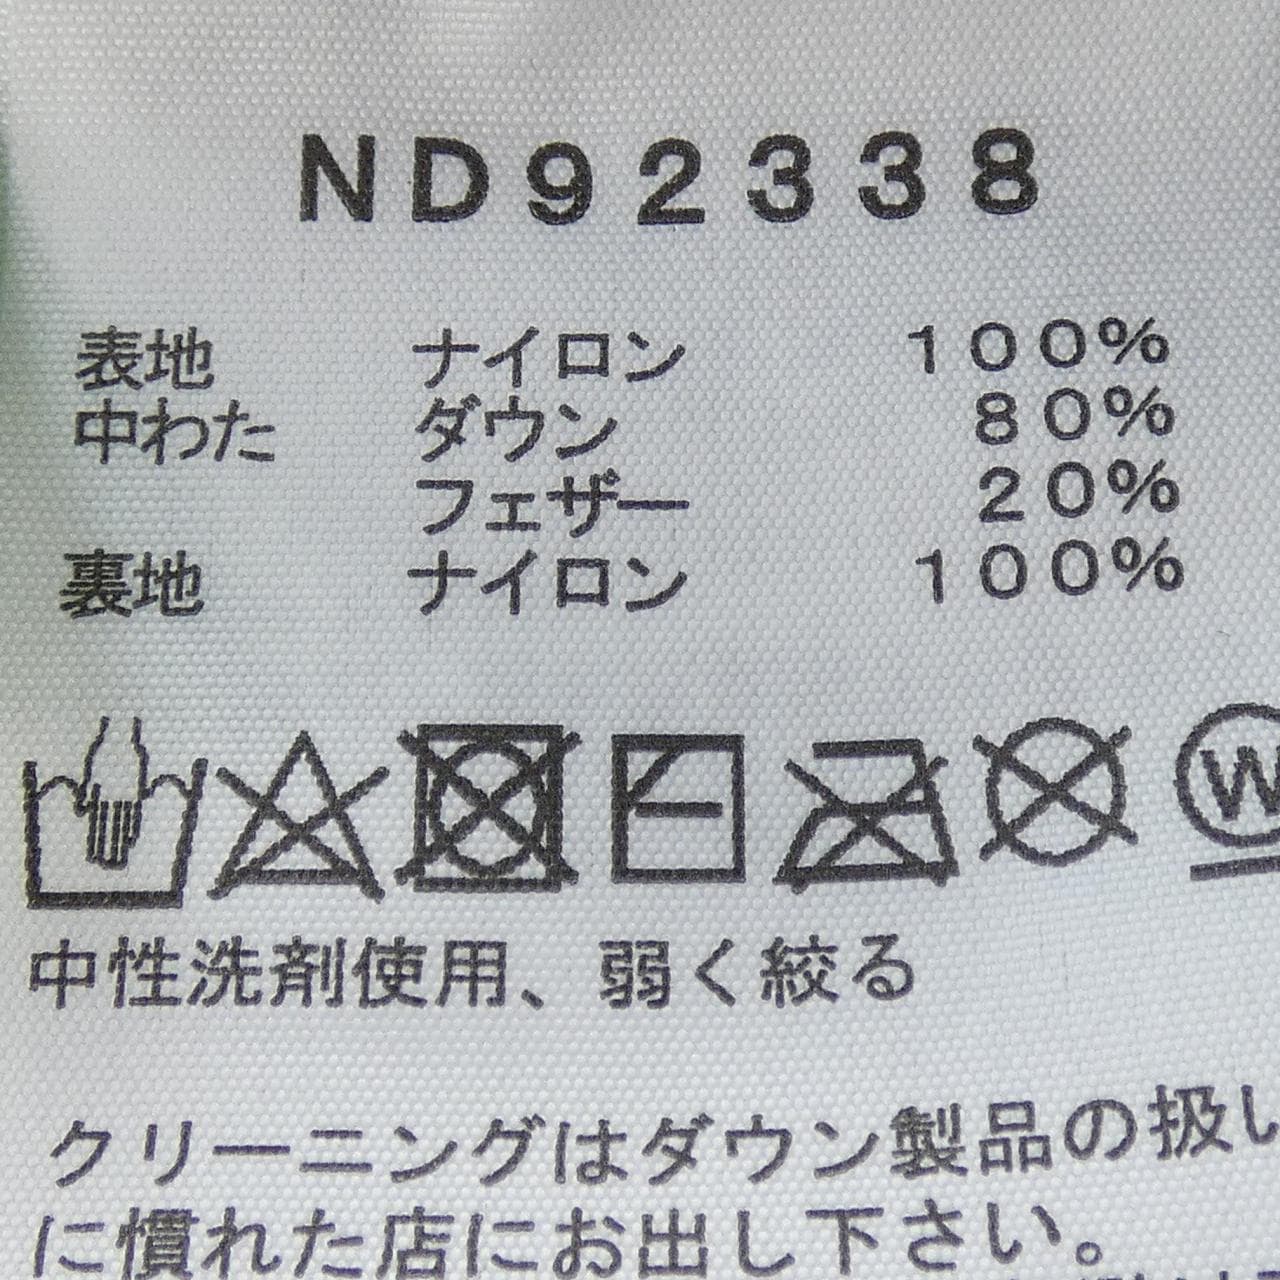 ND92338
表地 ナイロン 100%
中わた ダウン 80%
フェザー 20%
裏地 ナイロン 100%
W
中性洗剤使用、弱く絞る
クリーニングはダウン製品の扱い
に慣れた店にお出し下さい。